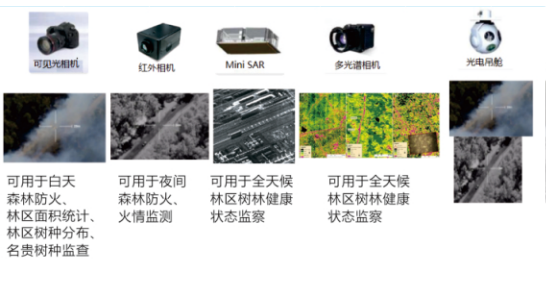 可见光相机
红外相机
Mini SAR
多光谱相机
光电吊舱
可用于白天
森林防火、
林区面积统计、
林区树种分布、
名贵树种监查
可用于夜间
森林防火、
火情监测
可用于全天候
林区树林健康
状态监察
可用于全天候
林区树林健康
状态监察